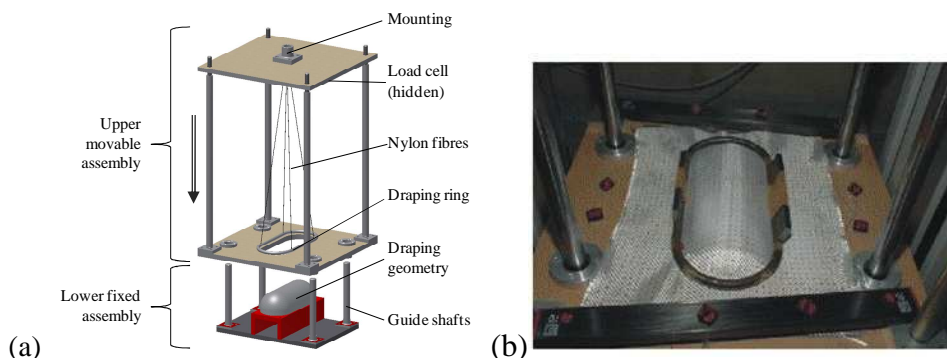 Mounting
Load cell
(hidden)
Upper
movable
assembly
Nylon fibres
Draping ring
Draping
geometry
Lower fixed
assembly
Guide shafts
(a)
(b)